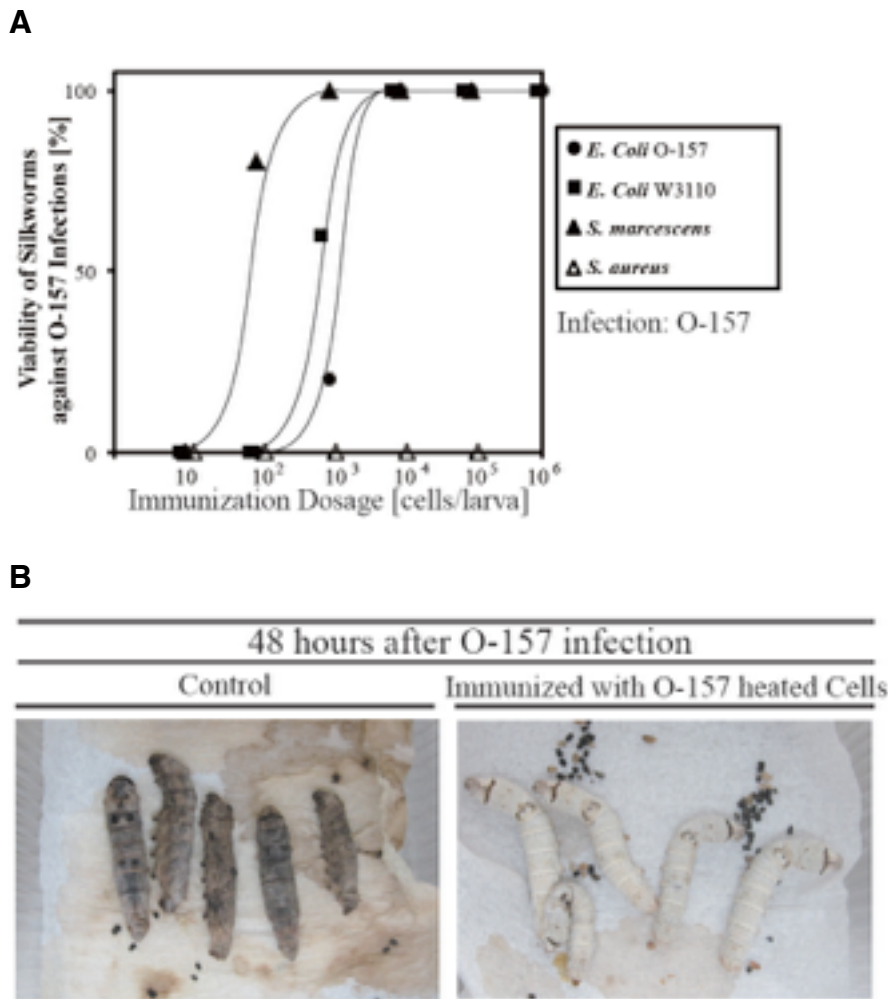 A
Viability of Silkworms
against O-157 Infections [%]
100
50
0
10
10²
10³
10⁴
10⁵
10⁶
Immunization Dosage [cells/larva]
E. Coli O-157
E. Coli W3110
S. marcescens
S. aureus
Infection: O-157
B
48 hours after O-157 infection
Control
Immunized with O-157 heated Cells